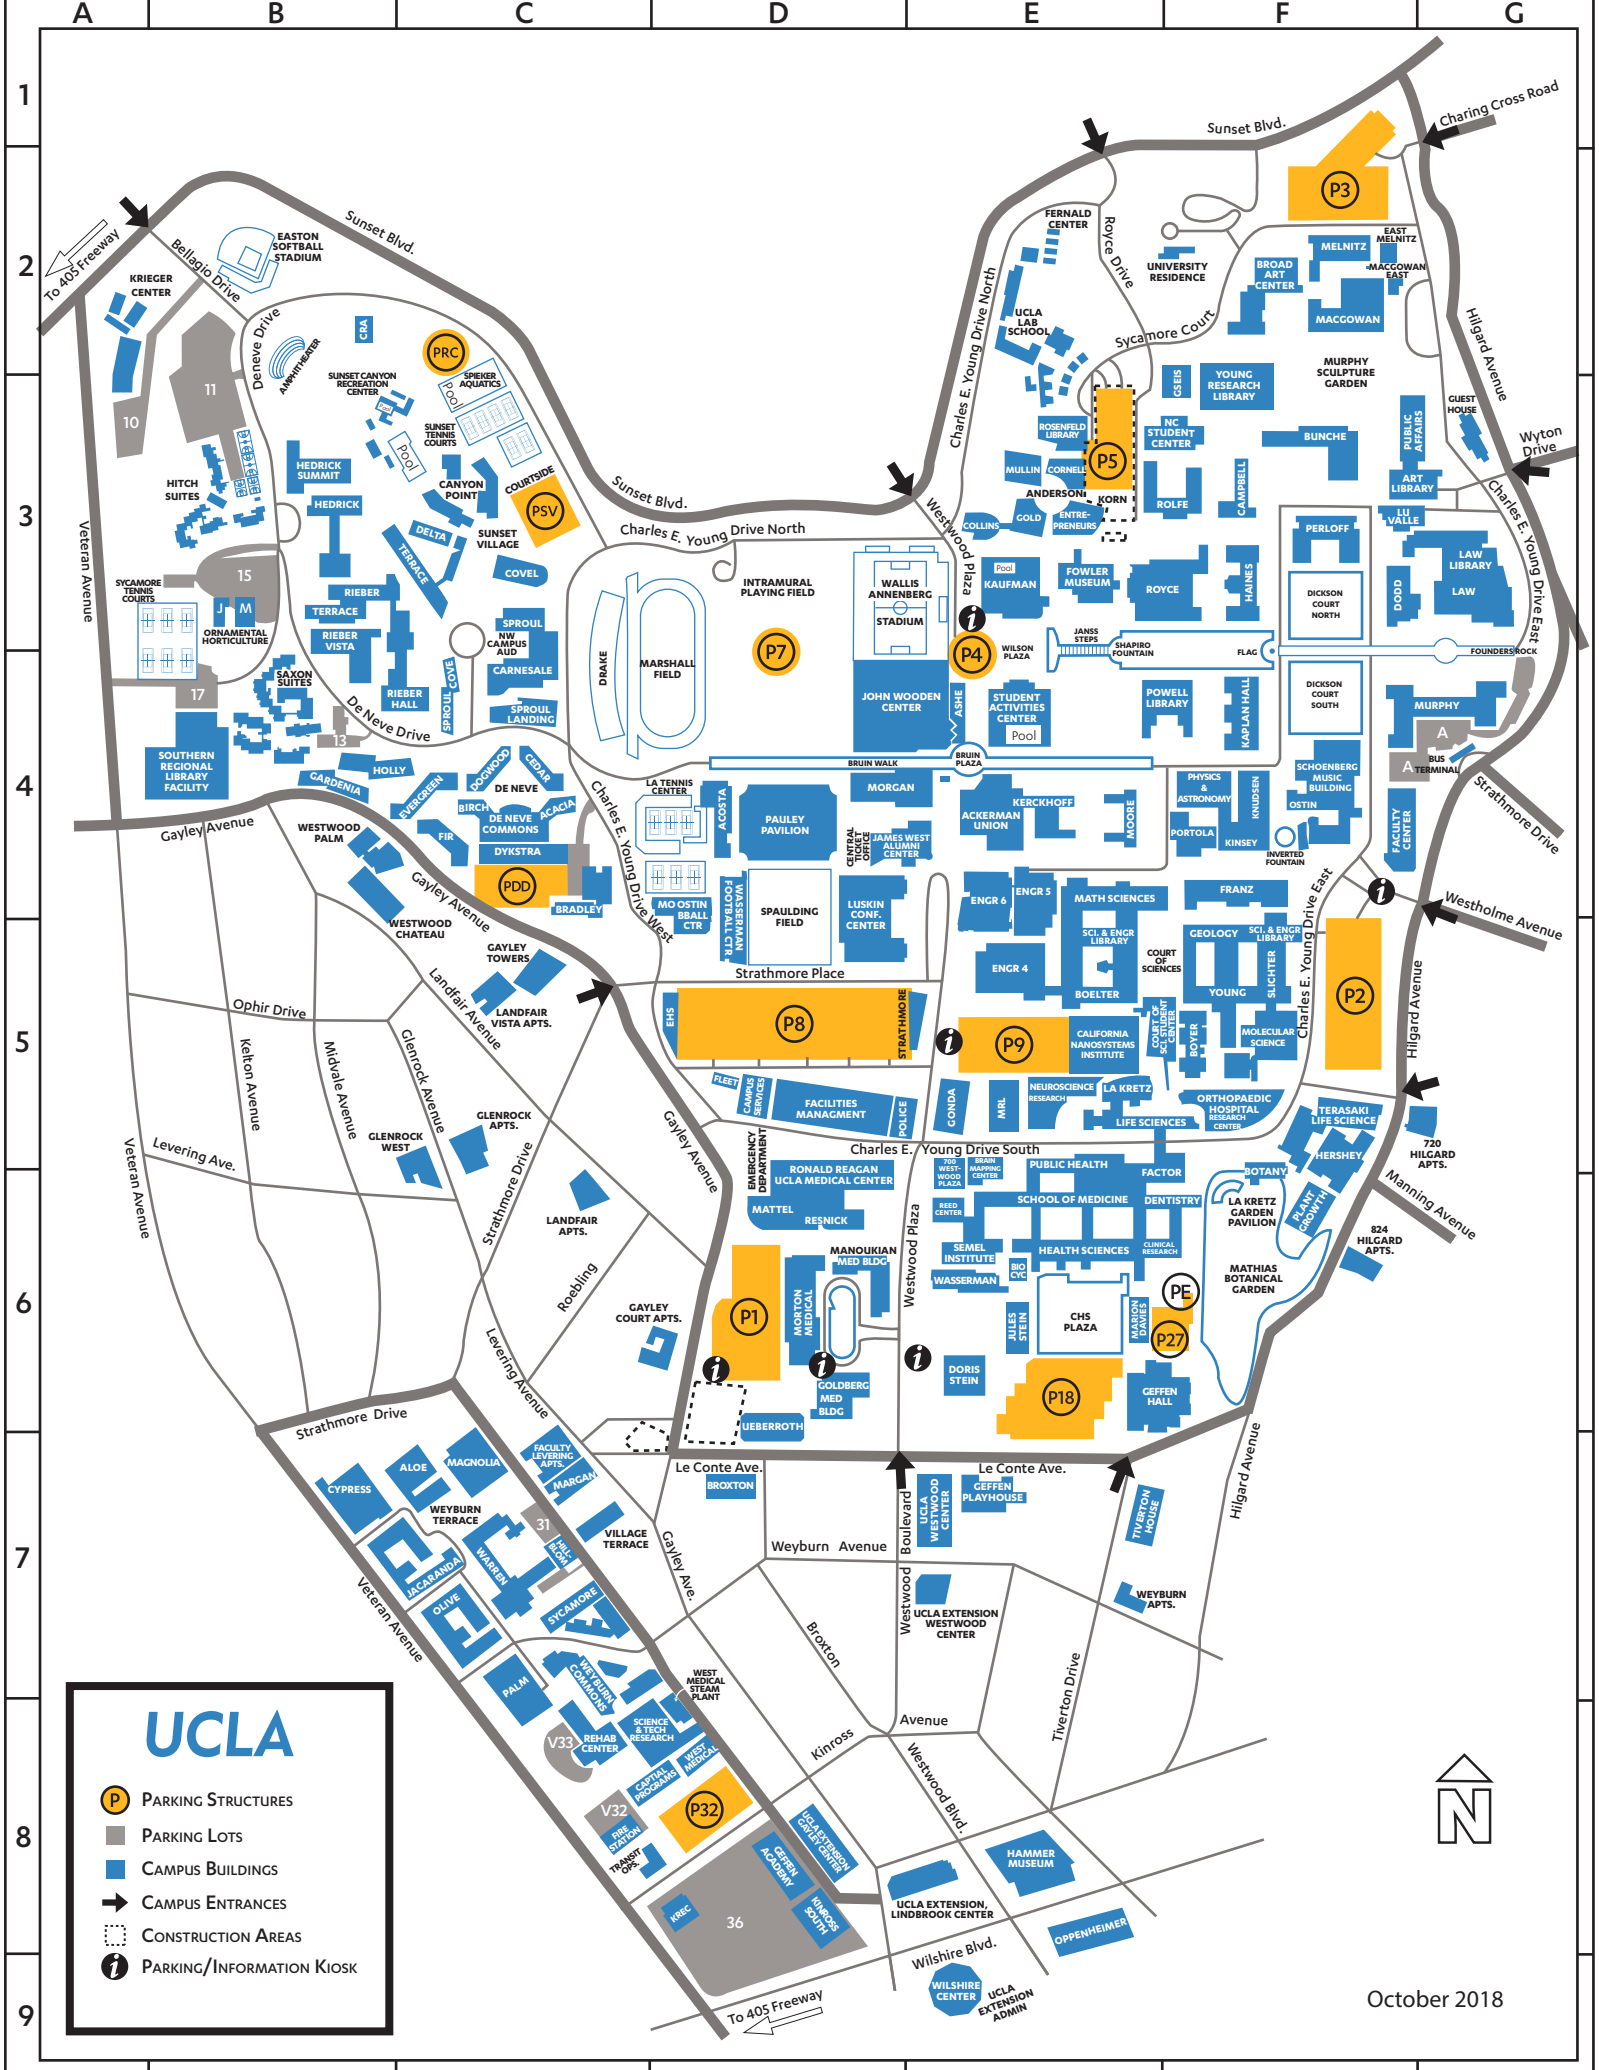 A
B
C
D
E
F
G
1
2
3
4
5
6
7
8
9
Charing Cross Road
Sunset Blvd.
P3
To 405 Freeway
Bellagio Drive
EASTON
SOFTBALL
STADIUM
Sunset Blvd.
KRIEGER
CENTER
FERNALD
CENTER
Royce Drive
UNIVERSITY
RESIDENCE
MELNITZ
EAST
MELNITZ
MACGOWAN
EAST
BROAD
ART
CENTER
MACGOWAN
Hilgard Avenue
Charles E. Young Drive North
UCLA
LAB
SCHOOL
Sycamore Court
Deneve Drive
AMPHITHEATER
CRA
PRC
SPIEKER
AQUATICS
Pool
SUNSET CANYON
RECREATION
CENTER
Pool
SUNSET
TENNIS
COURTS
Pool
11
10
GSEIS
YOUNG
RESEARCH
LIBRARY
MURPHY
SCULPTURE
GARDEN
GUEST
HOUSE
PUBLIC
AFFAIRS
Wyton
Drive
ROSENFELD
LIBRARY
P5
NC
STUDENT
CENTER
BUNCHE
MULLIN
CORNELL
ANDERSON
KORN
COLLINS
GOLD
ENTRE-
PRENEURS
ROLFE
CAMPBELL
ART
LIBRARY
LU
VALLE
Charles E. Young Drive East
HITCH
SUITES
HEDRICK
SUMMIT
HEDRICK
CANYON
POINT
COURTSIDE
PSV
DELTA
TERRACE
SUNSET
VILLAGE
COVEL
Sunset Blvd.
Charles E. Young Drive North
Westwood Plaza
PERLOFF
LAW
LIBRARY
LAW
DODD
Veteran Avenue
SYCAMORE
TENNIS
COURTS
15
J
M
ORNAMENTAL
HORTICULTURE
RIEBER
TERRACE
RIEBER
VISTA
RIEBER
HALL
SPROUL
NW
CAMPUS
AUD
CARNESALE
SPROUL COVE
SPROUL
LANDING
DRAKE
MARSHALL
FIELD
INTRAMURAL
PLAYING FIELD
P7
WALLIS
ANNENBERG
STADIUM
Pool
KAUFMAN
FOWLER
MUSEUM
ROYCE
HAINES
DICKSON
COURT
NORTH
P4
WILSON
PLAZA
JANSS
STEPS
SHAPIRO
FOUNTAIN
FLAG
FOUNDERS ROCK
DICKSON
COURT
SOUTH
17
SAXON
SUITES
De Neve Drive
13
SOUTHERN
REGIONAL
LIBRARY
FACILITY
JOHN WOODEN
CENTER
ASHE
STUDENT
ACTIVITIES
CENTER
Pool
POWELL
LIBRARY
KAPLAN HALL
MURPHY
A
A
BUS
TERMINAL
Strathmore Drive
BRUIN WALK
BRUIN
PLAZA
GARDENIA
HOLLY
EVERGREEN
DOGWOOD
CEDAR
DE NEVE
BIRCH
ACACIA
DE NEVE
COMMONS
FIR
DYKSTRA
PDD
BRADLEY
Gayley Avenue
WESTWOOD
PALM
WESTWOOD
CHATEAU
Gayley Avenue
Charles E. Young Drive West
LA TENNIS
CENTER
ACOSTA
PAULEY
PAVILION
MORGAN
CENTRAL
TICKET
OFFICE
JAMES WEST
ALUMNI
CENTER
ACKERMAN
UNION
KERCKHOFF
MOORE
PHYSICS
&
ASTRONOMY
KNUDSEN
PORTOLA
KINSEY
SCHOENBERG
MUSIC
BUILDING
OSTIN
INVERTED
FOUNTAIN
FACULTY
CENTER
MO OSTIN
BBALL
CTR
WASSERMAN
FOOTBALL CTR.
SPAULDING
FIELD
LUSKIN
CONF.
CENTER
ENGR 6
ENGR 5
MATH SCIENCES
FRANZ
Westholme Avenue
ENGR 4
SCI. & ENGR
LIBRARY
COURT
OF
SCIENCES
BOELTER
GEOLOGY
SCI. & ENGR
LIBRARY
YOUNG
SLICHTER
Charles E. Young Drive East
P2
Hilgard Avenue
GAYLEY
TOWERS
LANDFAIR
VISTA APTS.
Landfair Avenue
Strathmore Place
EHS
P8
STRATHMORE
P9
CALIFORNIA
NANOSYSTEMS
INSTITUTE
COURT OF
SCI. STUDENT
CENTER
BOYER
MOLECULAR
SCIENCE
Ophir Drive
Kelton Avenue
Midvale Avenue
Glenrock Avenue
Levering Ave.
Veteran Avenue
GLENROCK
WEST
GLENROCK
APTS.
Strathmore Drive
LANDFAIR
APTS.
Gayley Avenue
FLEET
CAMPUS
SERVICES
FACILITIES
MANAGMENT
POLICE
GONDA
MRL
NEUROSCIENCE
RESEARCH
LA KRETZ
LIFE SCIENCES
ORTHOPAEDIC
HOSPITAL
RESEARCH
CENTER
TERASAKI
LIFE SCIENCE
HERSHEY
720
HILGARD
APTS.
Charles E. Young Drive South
EMERGENCY
DEPARTMENT
RONALD REAGAN
UCLA MEDICAL CENTER
MATTEL
RESNICK
700
WEST-
WOOD
PLAZA
BRAIN
MAPPING
CENTER
PUBLIC HEALTH
FACTOR
REED
CENTER
SCHOOL OF MEDICINE
DENTISTRY
BOTANY
LA KRETZ
GARDEN
PAVILION
PLANT
GROWTH
Manning Avenue
824
HILGARD
APTS.
Westwood Plaza
SEMEL
INSTITUTE
HEALTH SCIENCES
CLINICAL
RESEARCH
BIO
CYC
WASSERMAN
MATHIAS
BOTANICAL
GARDEN
MANOUKIAN
MED BLDG
Roebling
GAYLEY
COURT APTS.
P1
MORTON
MEDICAL
JULES
STEIN
CHS
PLAZA
MARION
DAVIES
PE
P27
DORIS
STEIN
P18
GEFFEN
HALL
GOLDBERG
MED
BLDG
UEBERROTH
Levering Avenue
Strathmore Drive
Le Conte Ave.
Le Conte Ave.
Hilgard Avenue
CYPRESS
ALOE
MAGNOLIA
FACULTY
LEVERING
APTS.
MARGAN
WEYBURN
TERRACE
31
VILLAGE
TERRACE
BROXTON
UCLA
WESTWOOD
CENTER
GEFFEN
PLAYHOUSE
TIVERTON
HOUSE
JACARANDA
WARREN
HILL-
BLOM
OLIVE
SYCAMORE
Veteran Avenue
Gayley Ave.
Weyburn Avenue
Westwood Boulevard
UCLA EXTENSION
WESTWOOD
CENTER
WEYBURN
APTS.
PALM
WEYBURN
COMMONS
WEST
MEDICAL
STEAM
PLANT
Broxton
Tiverton Drive
V33
REHAB
CENTER
SCIENCE
& TECH
RESEARCH
WEST
MEDICAL
CAPTIAL
PROGRAMS
Kinross
Avenue
Westwood Blvd.
P32
V32
FIRE
STATION
TRANSIT
OPS.
GEFFEN
ACADEMY
UCLA EXTENSION
GAYLEY CENTER
KREC
36
KINROSS
SOUTH
HAMMER
MUSEUM
UCLA EXTENSION,
LINDBROOK CENTER
OPPENHEIMER
Wilshire Blvd.
WILSHIRE
CENTER
UCLA
EXTENSION
ADMIN
To 405 Freeway
UCLA
P PARKING STRUCTURES
PARKING LOTS
CAMPUS BUILDINGS
CAMPUS ENTRANCES
CONSTRUCTION AREAS
i PARKING/INFORMATION KIOSK
N
October 2018